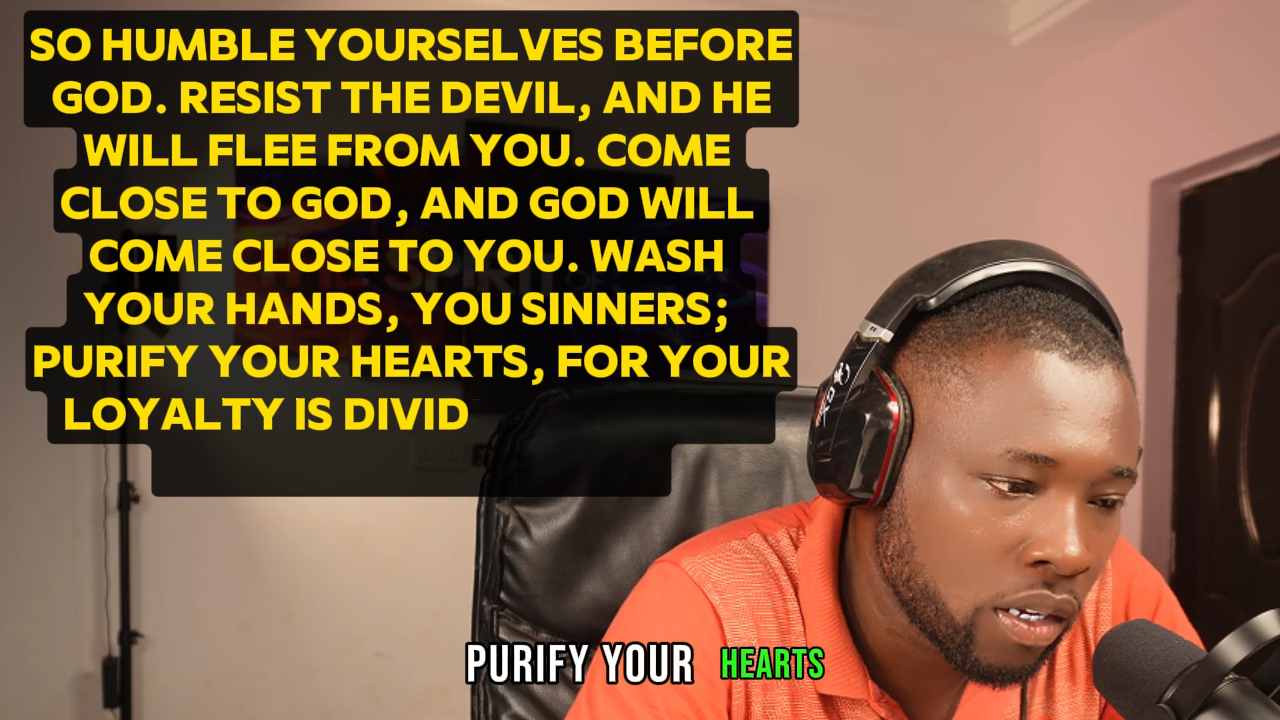 SO HUMBLE YOURSELVES BEFORE
GOD. RESIST THE DEVIL, AND HE
WILL FLEE FROM YOU. COME
CLOSE TO GOD, AND GOD WILL
COME CLOSE TO YOU. WASH
YOUR HANDS, YOU SINNERS;
PURIFY YOUR HEARTS, FOR YOUR
LOYALTY IS DIVID
PURIFY YOUR HEARTS